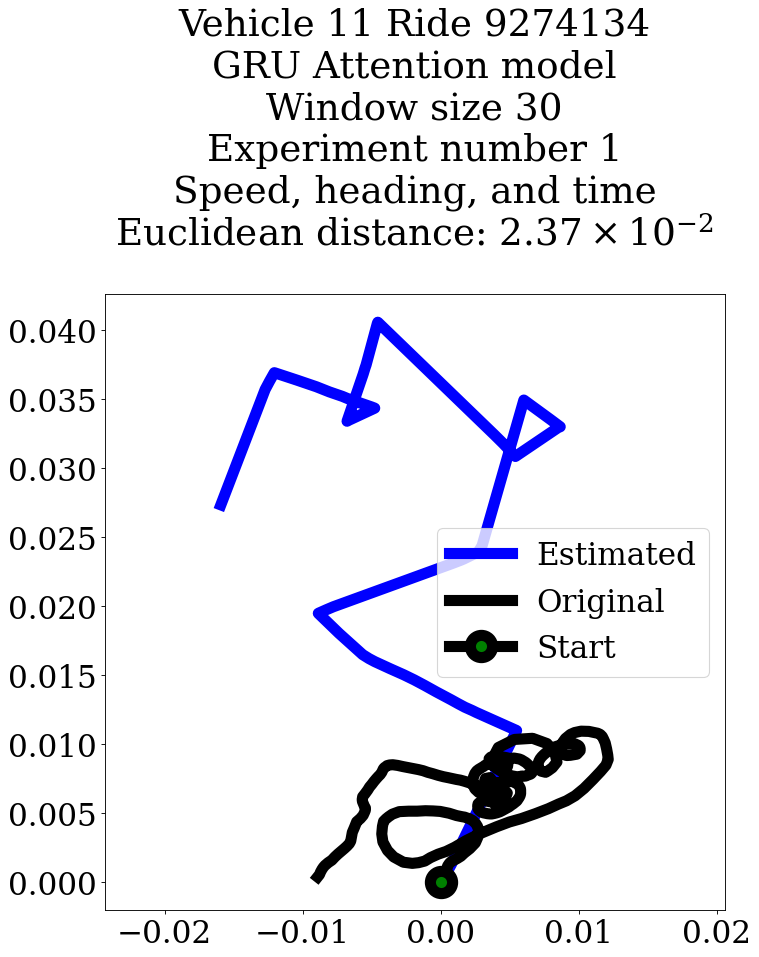 Vehicle 11 Ride 9274134
GRU Attention model
Window size 30
Experiment number 1
Speed, heading, and time
Euclidean distance: 2.37 × 10⁻²
0.040
0.035
0.030
0.025
0.020
0.015
0.010
0.005
0.000
Estimated
Original
Start
−0.02 −0.01 0.00 0.01 0.02